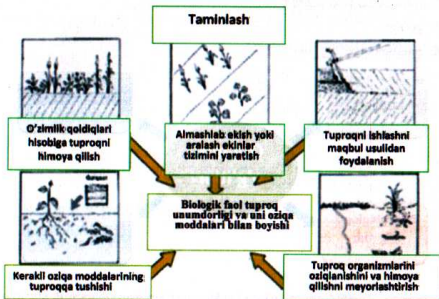 Taminlash
O'zimlik qoidiqlari
hisobiga tuproqni
himoya qilish
Almashlab ekish yoki
aralash ekinlar
tizimini yaratish
Tuproqni ishlashni
maqbul usulidan
foydalanish
Biologik faol tuproq
unumdorligi va uni oziqa
moddalari bilan boyishi
Kerakli oziqa moddalarining
tuproqqa tushishi
Tuproq organizmlarini
oziqlanishini va himoya
qilishni meyorlashtirish